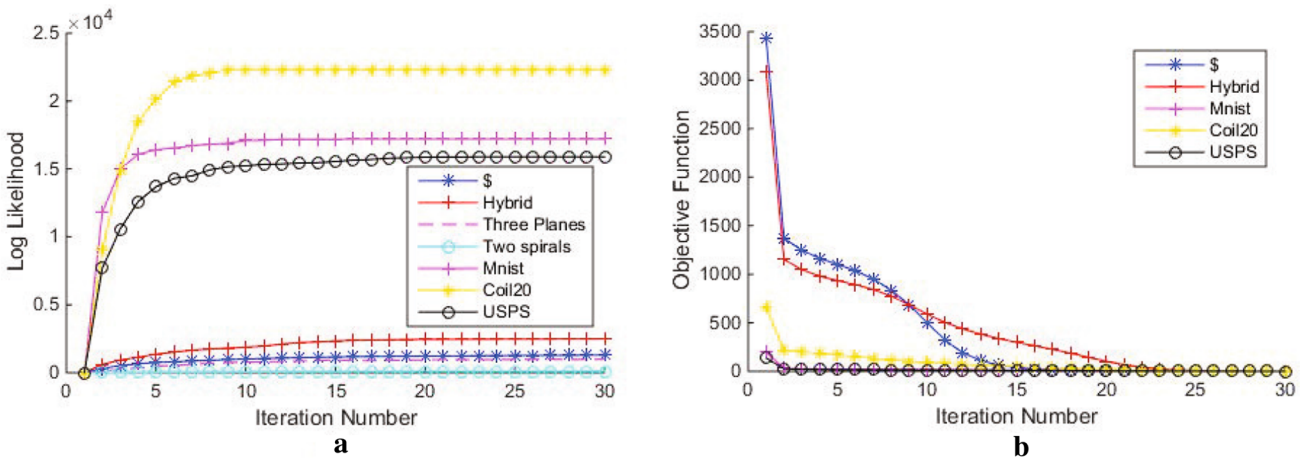 ×10⁴
2.5
2
1.5
1
0.5
0
0 5 10 15 20 25 30
Log Likelihood
Iteration Number
$
Hybrid
Three Planes
Two spirals
Mnist
Coil20
USPS
a
3500
3000
2500
2000
1500
1000
500
0
0 5 10 15 20 25 30
Objective Function
Iteration Number
$
Hybrid
Mnist
Coil20
USPS
b